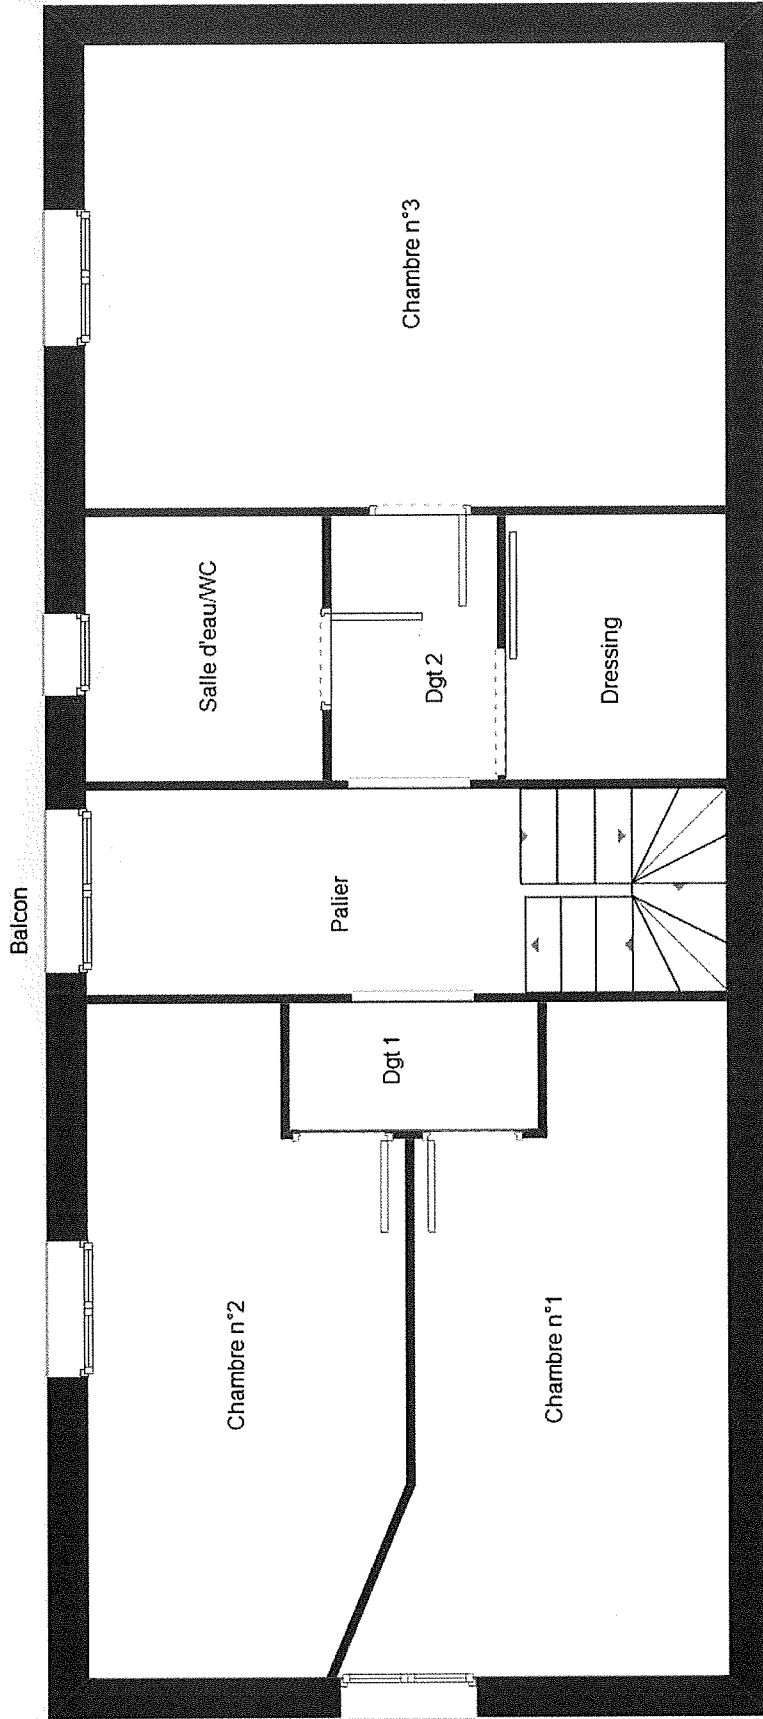 Balcon
Chambre n°2
Chambre n°1
Dgt 1
Palier
Salle d'eau/WC
Dgt 2
Dressing
Chambre n°3